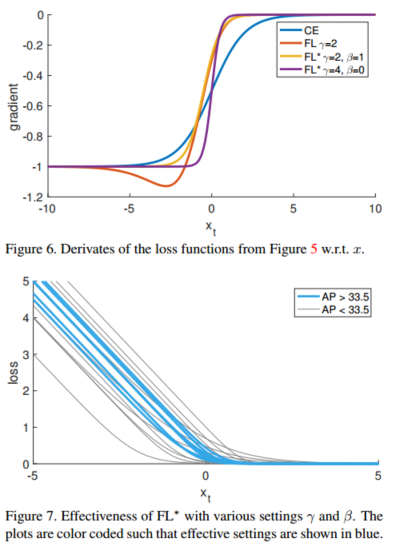 0
-0.2
-0.4
-0.6
-0.8
-1
-1.2
gradient
-10
-5
0
5
10
xt
CE
FL γ=2
FL* γ=2, β=1
FL* γ=4, β=0
Figure 6. Derivates of the loss functions from Figure 5 w.r.t. x.
5
4
3
2
1
0
loss
-5
0
5
xt
AP > 33.5
AP < 33.5
Figure 7. Effectiveness of FL* with various settings γ and β. The
plots are color coded such that effective settings are shown in blue.